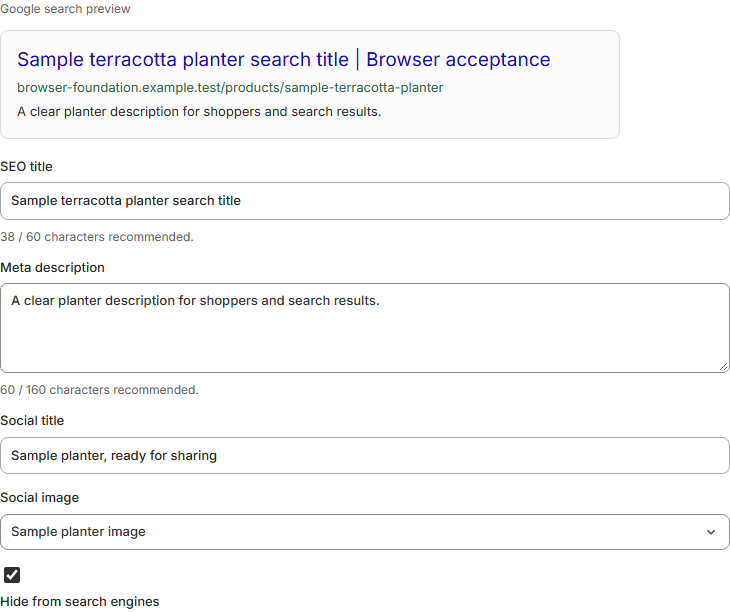 Google search preview
Sample terracotta planter search title | Browser acceptance
browser-foundation.example.test/products/sample-terracotta-planter
A clear planter description for shoppers and search results.
SEO title
Sample terracotta planter search title
38 / 60 characters recommended.
Meta description
A clear planter description for shoppers and search results.
60 / 160 characters recommended.
Social title
Sample planter, ready for sharing
Social image
Sample planter image
Hide from search engines